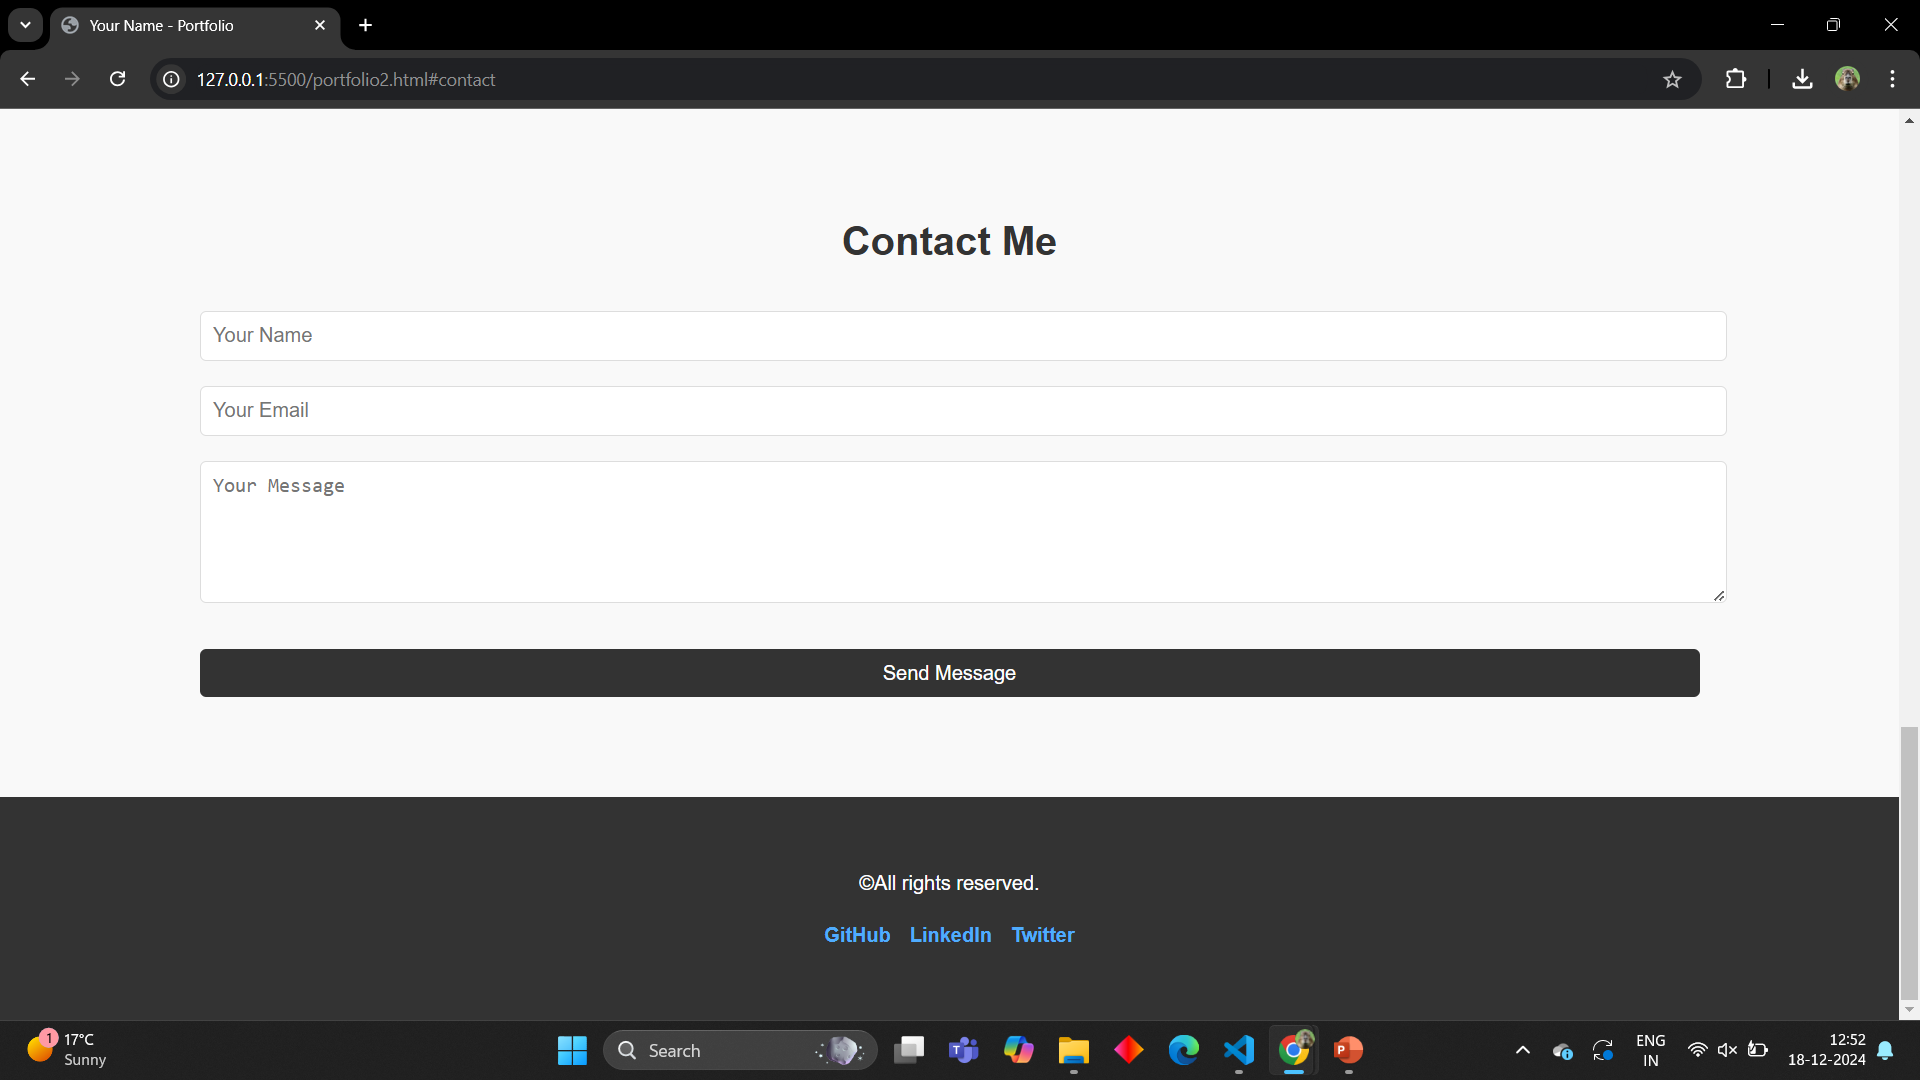 Your Name - Portfolio
127.0.0.1:5500/portfolio2.html#contact
Contact Me
Your Name
Your Email
Your Message
Send Message
©All rights reserved.
GitHub LinkedIn Twitter
1
17°C
Sunny
Search
T
P
ENG
IN
12:52
18-12-2024